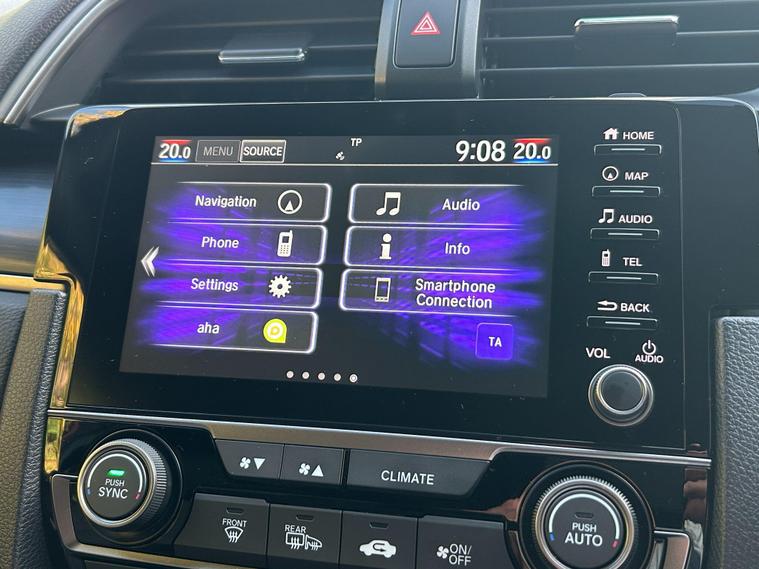 20.0 MENU SOURCE TP 9:08 20.0
Navigation
Audio
Phone
Info
Settings
Smartphone
Connection
aha
TA
HOME
MAP
AUDIO
TEL
BACK
VOL
AUDIO
PUSH
SYNC
CLIMATE
FRONT
REAR
ON/
OFF
PUSH
AUTO